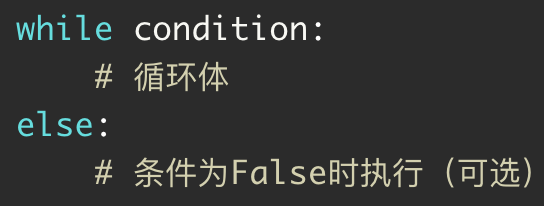 while condition:
    # 循环体
else:
    # 条件为False时执行（可选）